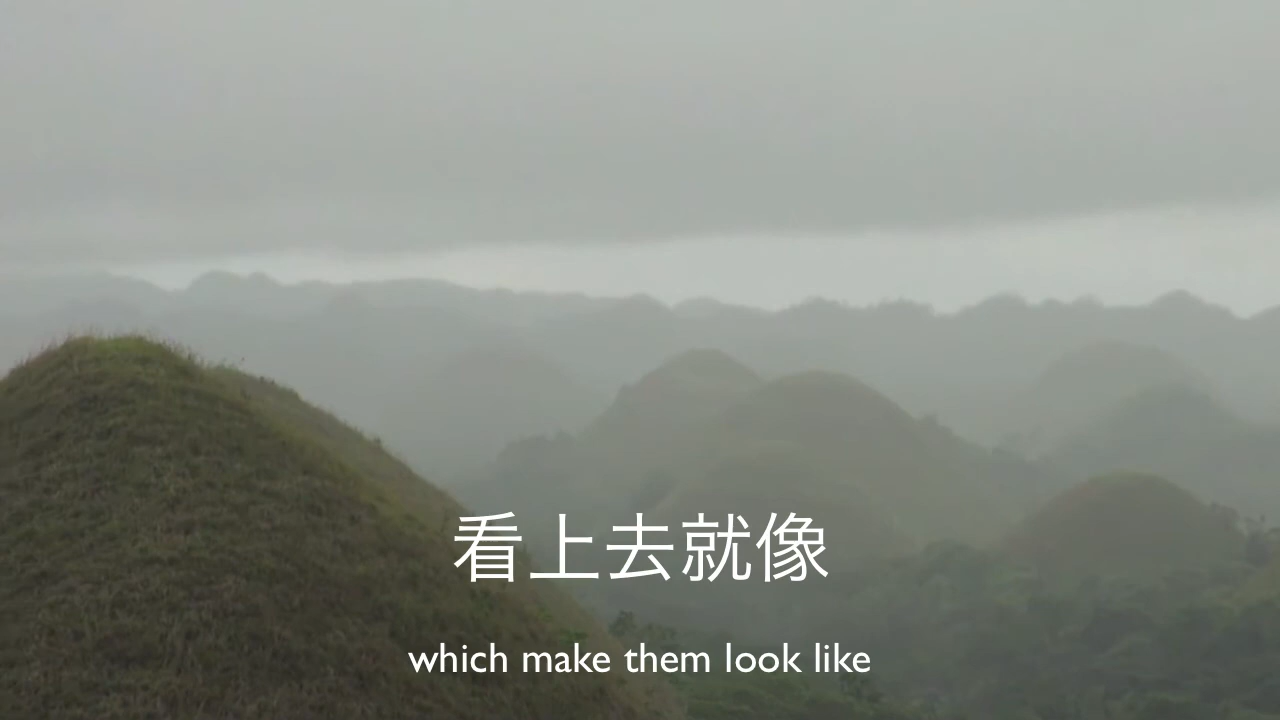 看上去就像
which make them look like